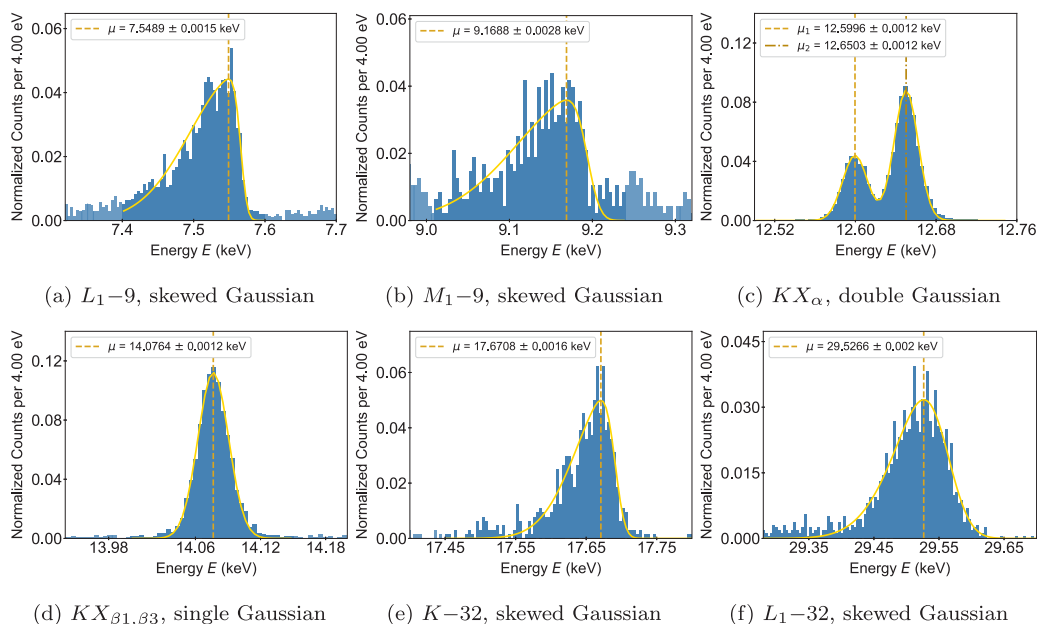 0.06
0.04
0.02
0.00
Normalized Counts per 4.00 eV
μ = 7.5489 ± 0.0015 keV
7.4 7.5 7.6 7.7
Energy E (keV)
(a) L₁−9, skewed Gaussian
0.06
0.04
0.02
0.00
Normalized Counts per 4.00 eV
μ = 9.1688 ± 0.0028 keV
9.0 9.1 9.2 9.3
Energy E (keV)
(b) M₁−9, skewed Gaussian
0.12
0.08
0.04
0.00
Normalized Counts per 4.00 eV
μ₁ = 12.5996 ± 0.0012 keV
μ₂ = 12.6503 ± 0.0012 keV
12.52 12.60 12.68 12.76
Energy E (keV)
(c) KXα, double Gaussian
0.12
0.08
0.04
0.00
Normalized Counts per 4.00 eV
μ = 14.0764 ± 0.0012 keV
13.98 14.06 14.12 14.18
Energy E (keV)
(d) KXβ1,β3, single Gaussian
0.06
0.04
0.02
0.00
Normalized Counts per 4.00 eV
μ = 17.6708 ± 0.0016 keV
17.45 17.55 17.65 17.75
Energy E (keV)
(e) K−32, skewed Gaussian
0.045
0.030
0.015
0.000
Normalized Counts per 4.00 eV
μ = 29.5266 ± 0.002 keV
29.35 29.45 29.55 29.65
Energy E (keV)
(f) L₁−32, skewed Gaussian